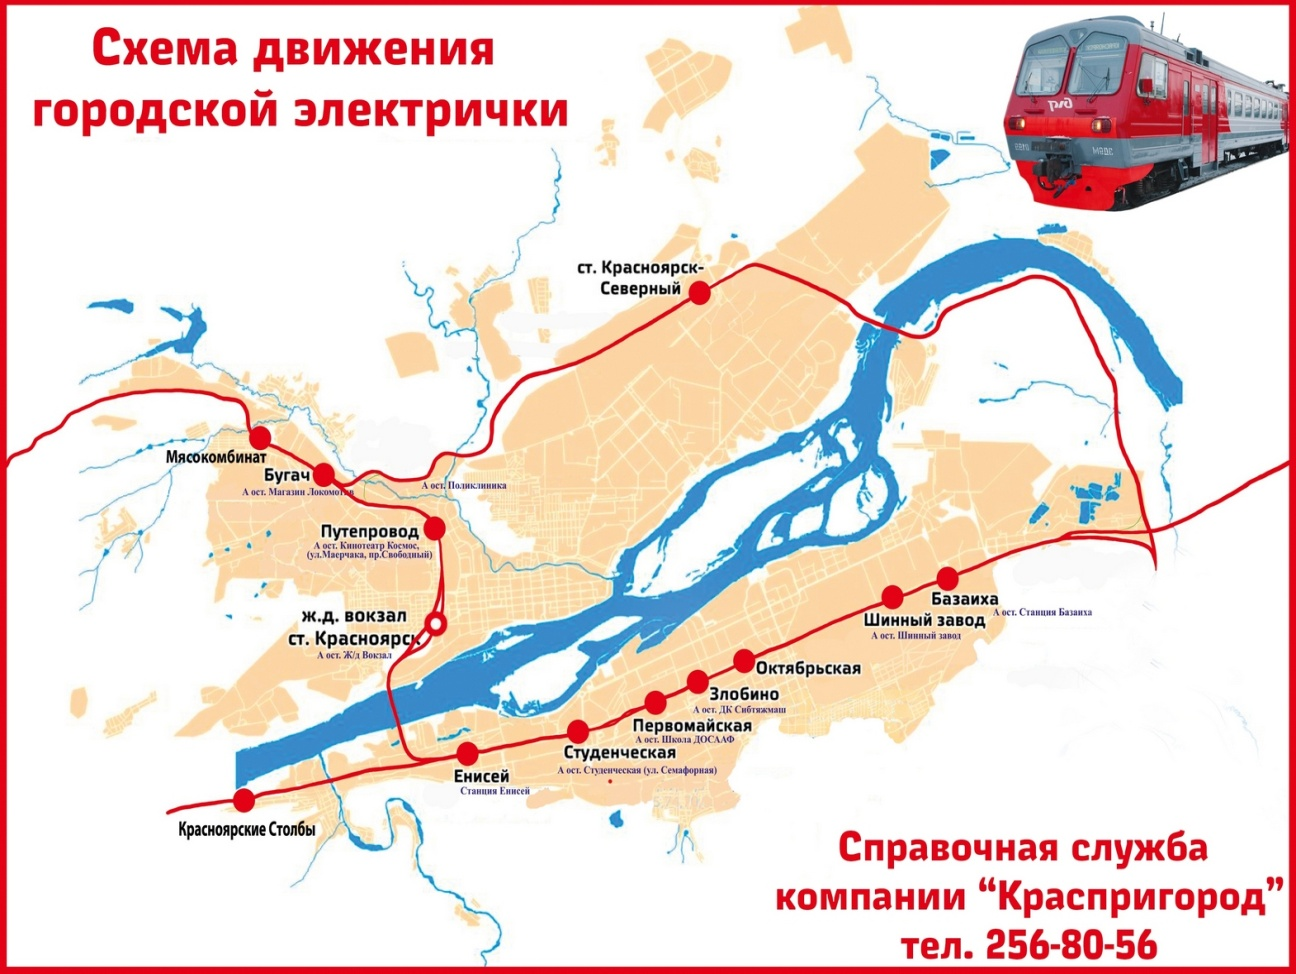 Схема движения
городской электрички
ст. Красноярск-
Северный
Мясокомбинат
Бугач
А ост. Магазин Локомотив
А ост. Поликлиника
Путепровод
А ост. Кинотеатр Космос,
(ул.Маерчака, пр.Свободный)
ж.д. вокзал
ст. Красноярск
А ост. Ж/д Вокзал
Базаиха
А ост. Станция Базаиха
Шинный завод
А ост. Шинный завод
Октябрьская
Злобино
А ост. ДК Сибтяжмаш
Первомайская
А ост. Школа ДОСААФ
Студенческая
А ост. Студенческая (ул. Семафорная)
Енисей
Станция Енисей
Красноярские Столбы
Справочная служба
компании “Краспригород”
тел. 256-80-56